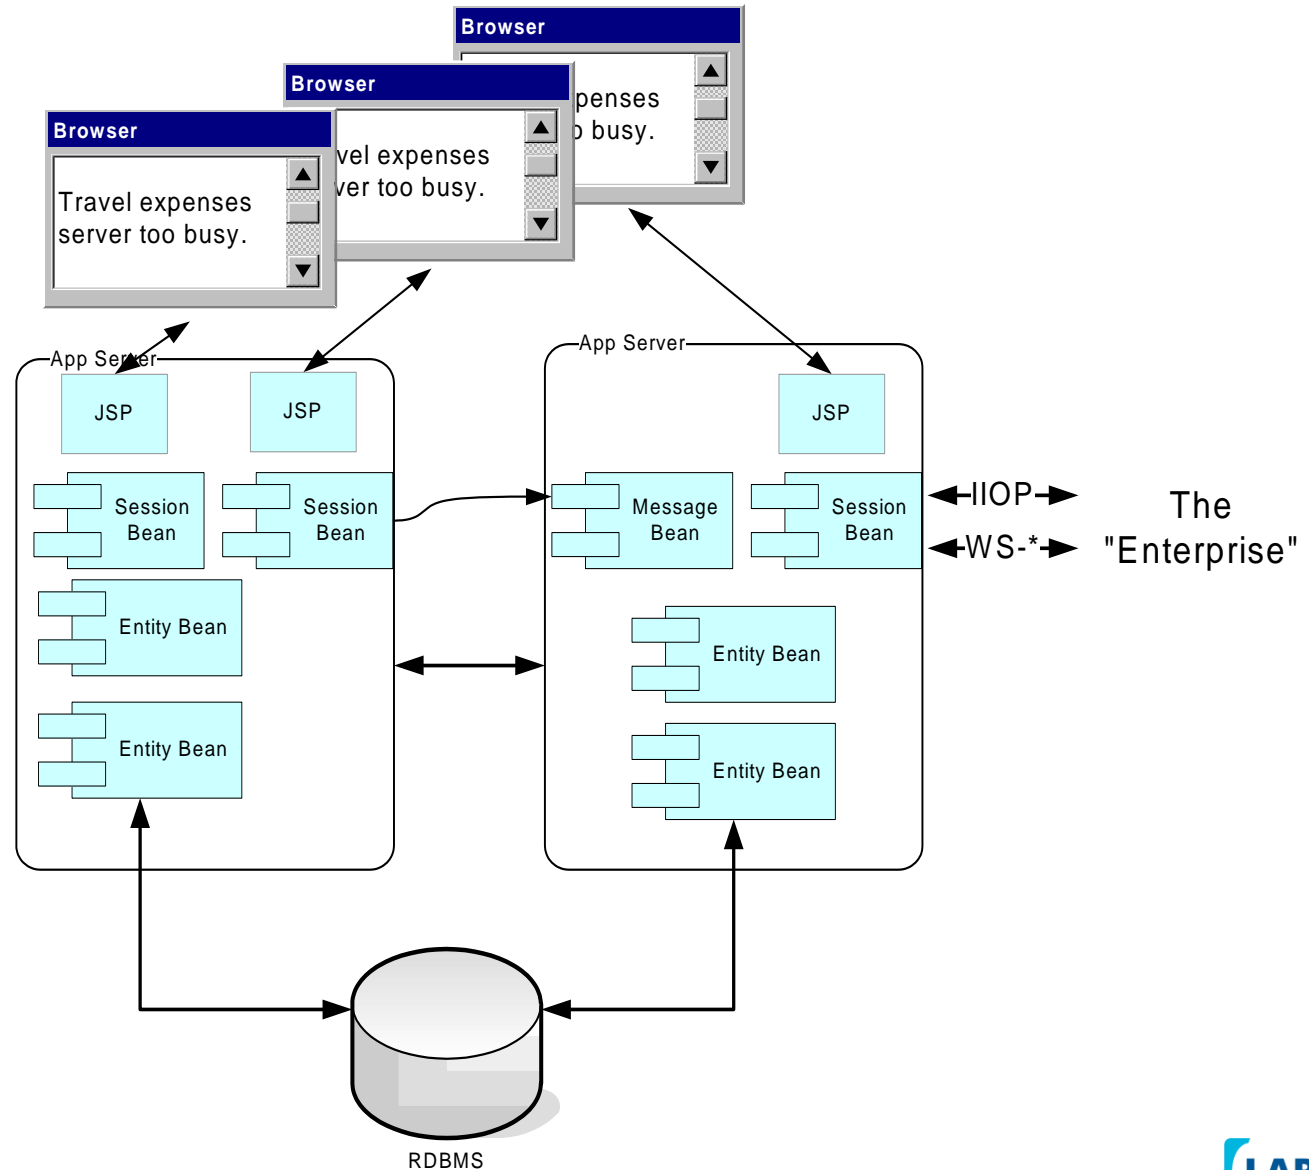 Browser
penses
busy.
Browser
vel expenses
ver too busy.
Browser
Travel expenses
server too busy.
App Server
App Server
JSP
JSP
JSP
Session
Bean
Session
Bean
Message
Bean
Session
Bean
IIOP
WS-*
The
"Enterprise"
Entity Bean
Entity Bean
Entity Bean
Entity Bean
RDBMS